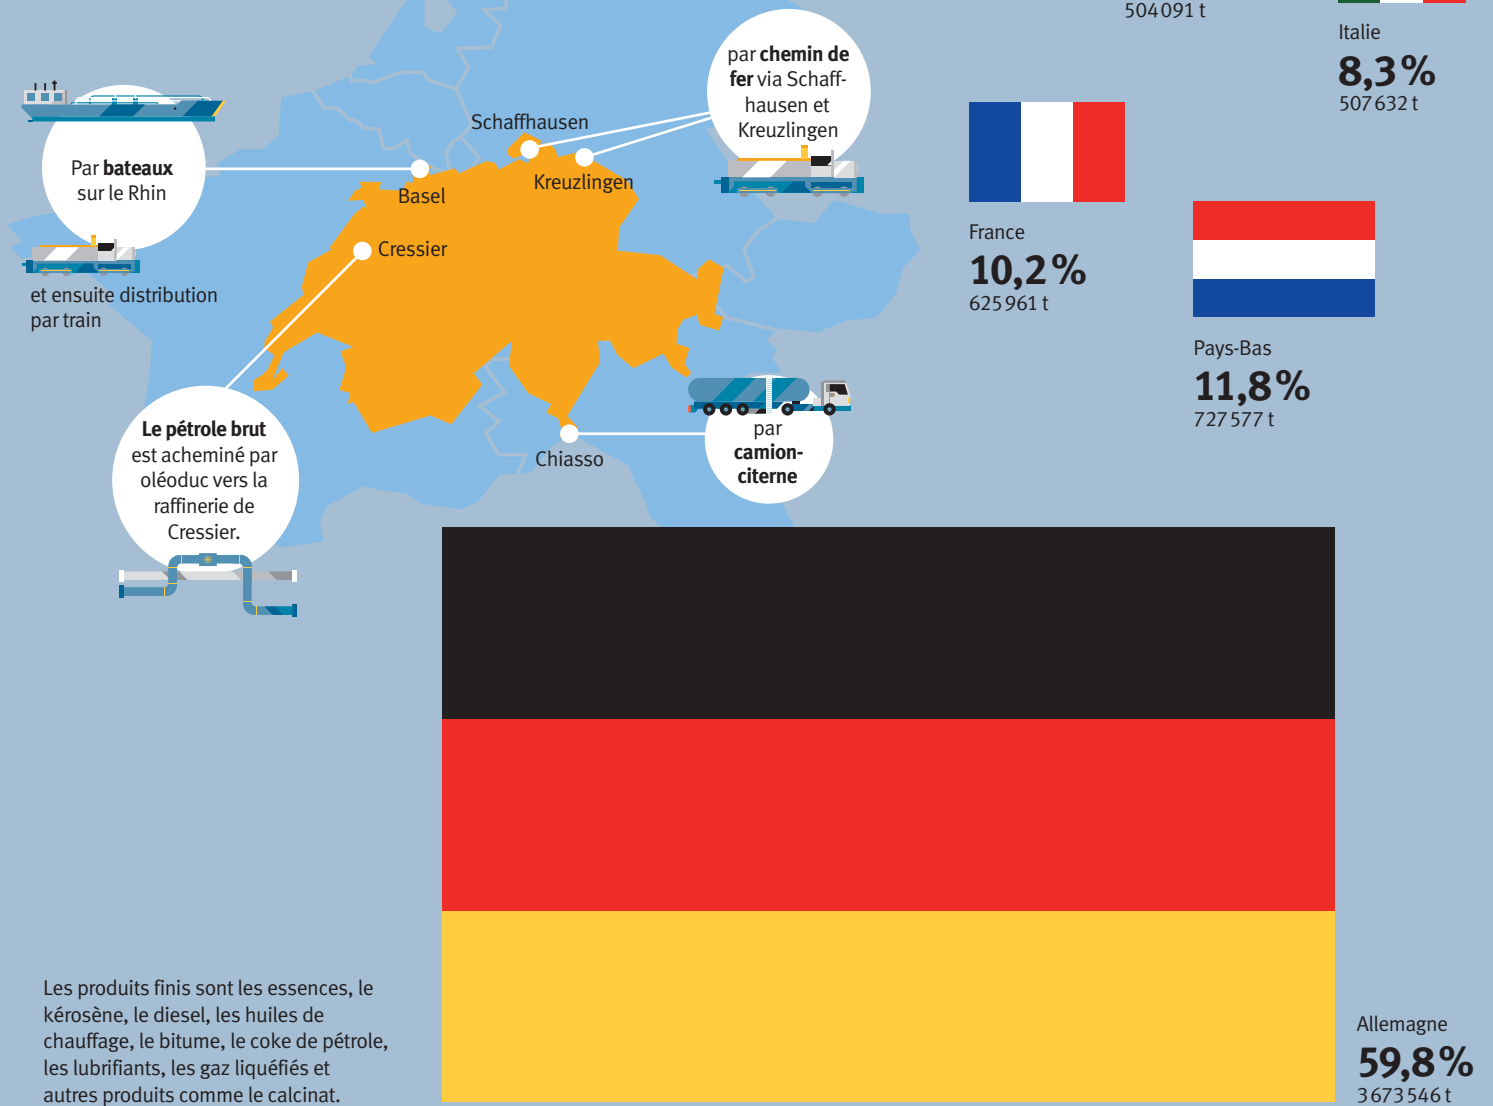 504 091 t
Italie
8,3 %
507 632 t
par chemin de
fer via Schaff-
hausen et
Kreuzlingen
Par bateaux
sur le Rhin
et ensuite distribution
par train
Schaffhausen
Kreuzlingen
Basel
Cressier
France
10,2 %
625 961 t
Pays-Bas
11,8 %
727 577 t
Le pétrole brut
est acheminé par
oléoduc vers la
raffinerie de
Cressier.
Chiasso
par
camion-
citerne
Les produits finis sont les essences, le
kérosène, le diesel, les huiles de
chauffage, le bitume, le coke de pétrole,
les lubrifiants, les gaz liquéfiés et
autres produits comme le calcinat.
Allemagne
59,8 %
3 673 546 t